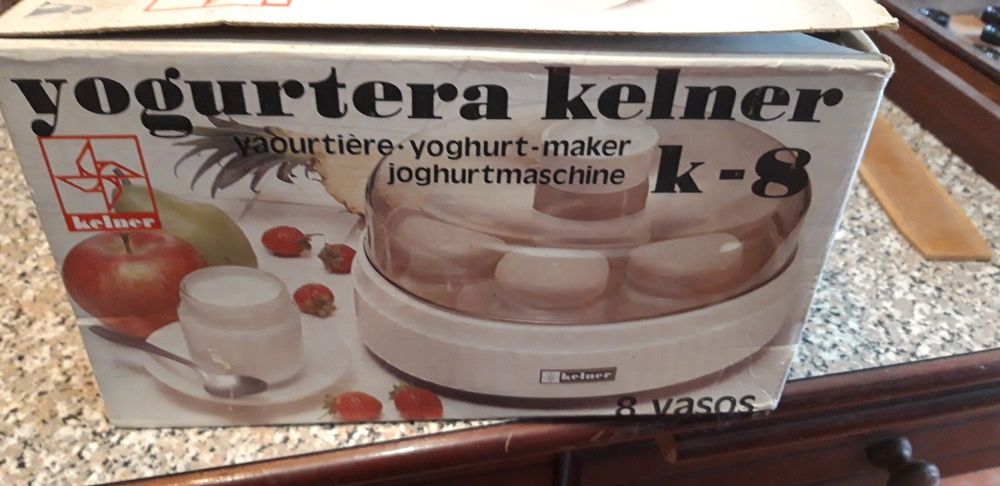 yogurtera kelner
yaourtière·yoghurt-maker
joghurtmaschine
k-8
kelner
kelner
8 vasos